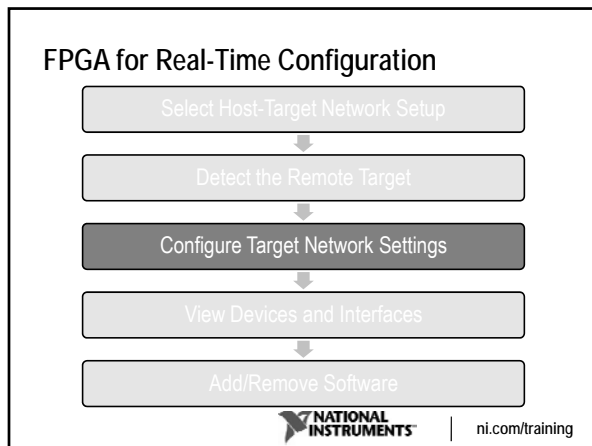 FPGA for Real-Time Configuration
Select Host-Target Network Setup
Detect the Remote Target
Configure Target Network Settings
View Devices and Interfaces
Add/Remove Software
NATIONAL
INSTRUMENTS™
ni.com/training